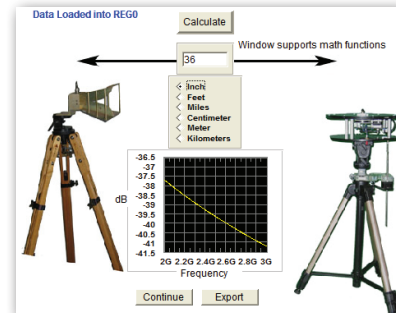 Data Loaded into REG0
Calculate
Window supports math functions
36
Inch
Feet
Miles
Centimeter
Meter
Kilometers
-36.5
-37
-37.5
-38
-38.5
-39
-39.5
-40
-40.5
-41
-41.5
dB
2G 2.2G 2.4G 2.6G 2.8G 3G
Frequency
Continue
Export